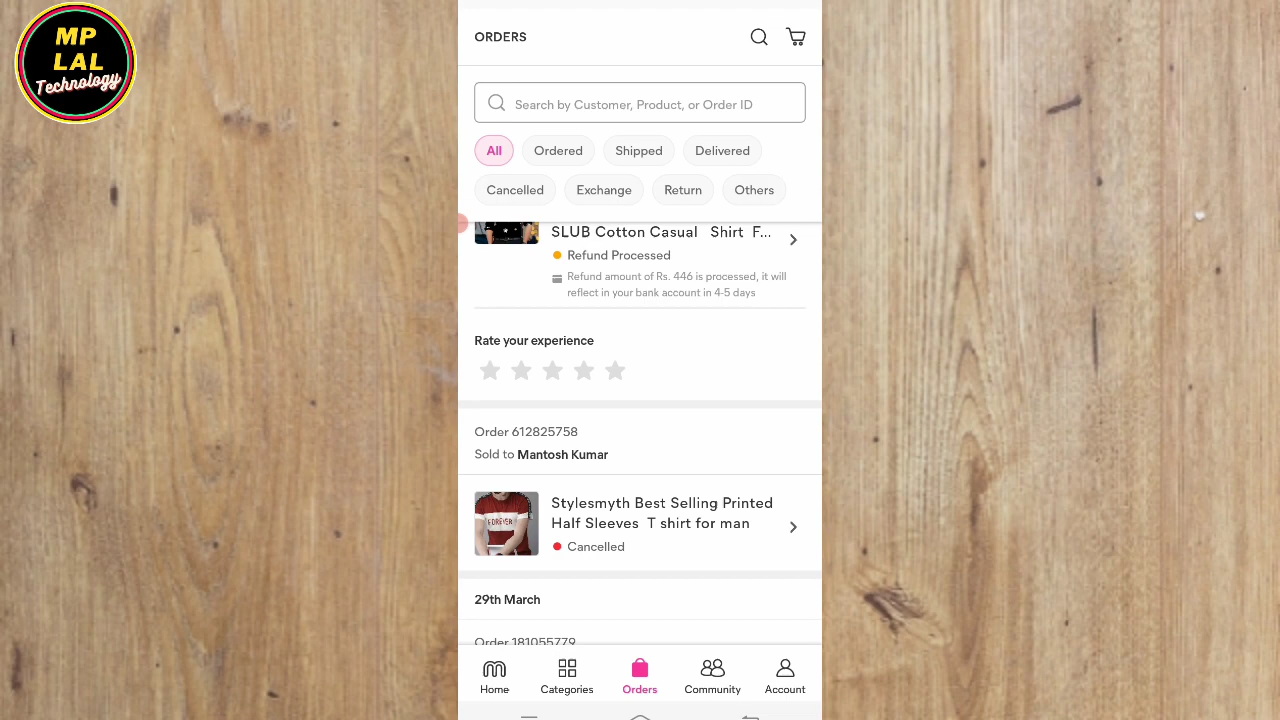 MP
LAL
Technology
ORDERS
Search by Customer, Product, or Order ID
All
Ordered
Shipped
Delivered
Cancelled
Exchange
Return
Others
SLUB Cotton Casual Shirt F...
Refund Processed
Refund amount of Rs. 446 is processed, it will
reflect in your bank account in 4-5 days
Rate your experience
Order 612825758
Sold to Mantosh Kumar
FOREVER
Stylesmyth Best Selling Printed
Half Sleeves T shirt for man
Cancelled
29th March
Order 181055779
Home
Categories
Orders
Community
Account